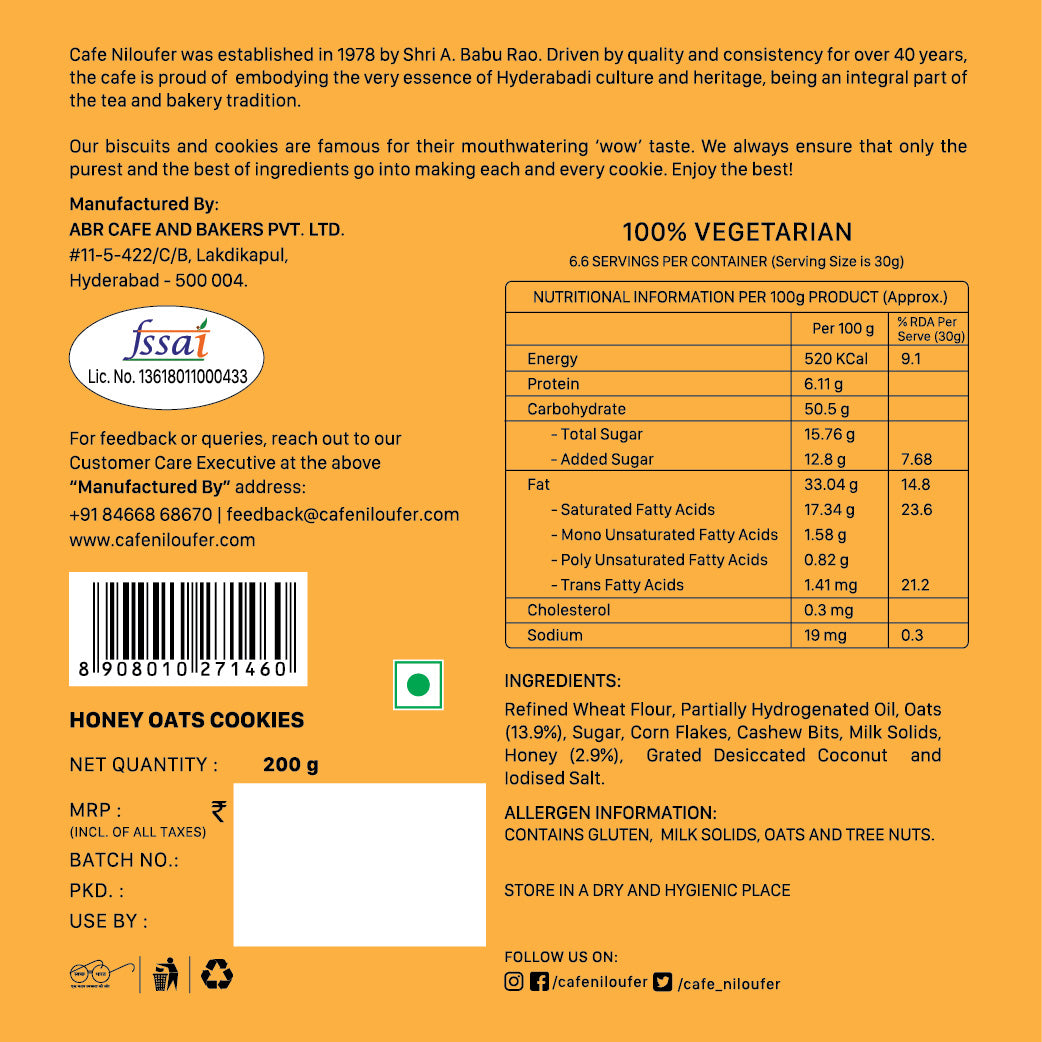 Cafe Niloufer was established in 1978 by Shri A. Babu Rao. Driven by quality and consistency for over 40 years,
the cafe is proud of embodying the very essence of Hyderabadi culture and heritage, being an integral part of
the tea and bakery tradition.
Our biscuits and cookies are famous for their mouthwatering ‘wow’ taste. We always ensure that only the
purest and the best of ingredients go into making each and every cookie. Enjoy the best!
Manufactured By:
ABR CAFE AND BAKERS PVT. LTD.
#11-5-422/C/B, Lakdikapul,
Hyderabad - 500 004.
fssai
Lic. No. 13618011000433
For feedback or queries, reach out to our
Customer Care Executive at the above
“Manufactured By” address:
+91 84668 68670 | feedback@cafeniloufer.com
www.cafeniloufer.com
8 908010 271460
HONEY OATS COOKIES
NET QUANTITY : 200 g
MRP : ₹
(INCL. OF ALL TAXES)
BATCH NO.:
PKD. :
USE BY :
100% VEGETARIAN
6.6 SERVINGS PER CONTAINER (Serving Size is 30g)
NUTRITIONAL INFORMATION PER 100g PRODUCT (Approx.)
Per 100 g % RDA Per
Serve (30g)
Energy 520 KCal 9.1
Protein 6.11 g
Carbohydrate 50.5 g
- Total Sugar 15.76 g
- Added Sugar 12.8 g 7.68
Fat 33.04 g 14.8
- Saturated Fatty Acids 17.34 g 23.6
- Mono Unsaturated Fatty Acids 1.58 g
- Poly Unsaturated Fatty Acids 0.82 g
- Trans Fatty Acids 1.41 mg 21.2
Cholesterol 0.3 mg
Sodium 19 mg 0.3
INGREDIENTS:
Refined Wheat Flour, Partially Hydrogenated Oil, Oats
(13.9%), Sugar, Corn Flakes, Cashew Bits, Milk Solids,
Honey (2.9%), Grated Desiccated Coconut and
Iodised Salt.
ALLERGEN INFORMATION:
CONTAINS GLUTEN, MILK SOLIDS, OATS AND TREE NUTS.
STORE IN A DRY AND HYGIENIC PLACE
FOLLOW US ON:
/cafeniloufer /cafe_niloufer